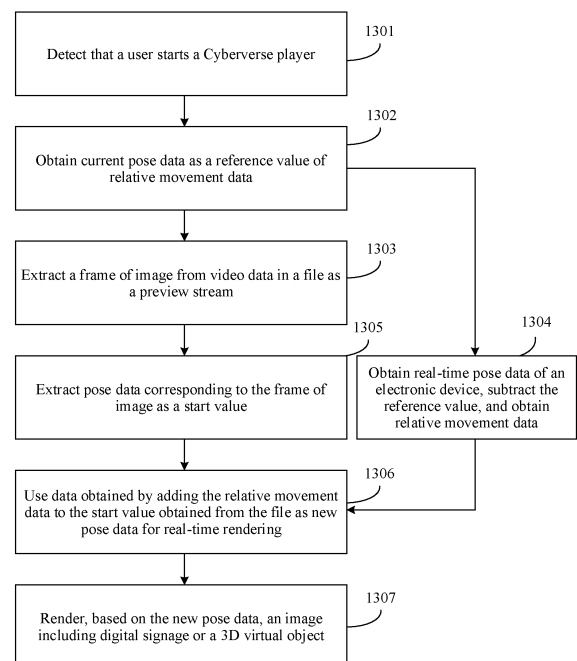 1301
Detect that a user starts a Cyberverse player
1302
Obtain current pose data as a reference value of
relative movement data
1303
Extract a frame of image from video data in a file as
a preview stream
1305
Extract pose data corresponding to the frame of
image as a start value
1304
Obtain real-time pose data of an
electronic device, subtract the
reference value, and obtain
relative movement data
1306
Use data obtained by adding the relative movement
data to the start value obtained from the file as new
pose data for real-time rendering
1307
Render, based on the new pose data, an image
including digital signage or a 3D virtual object